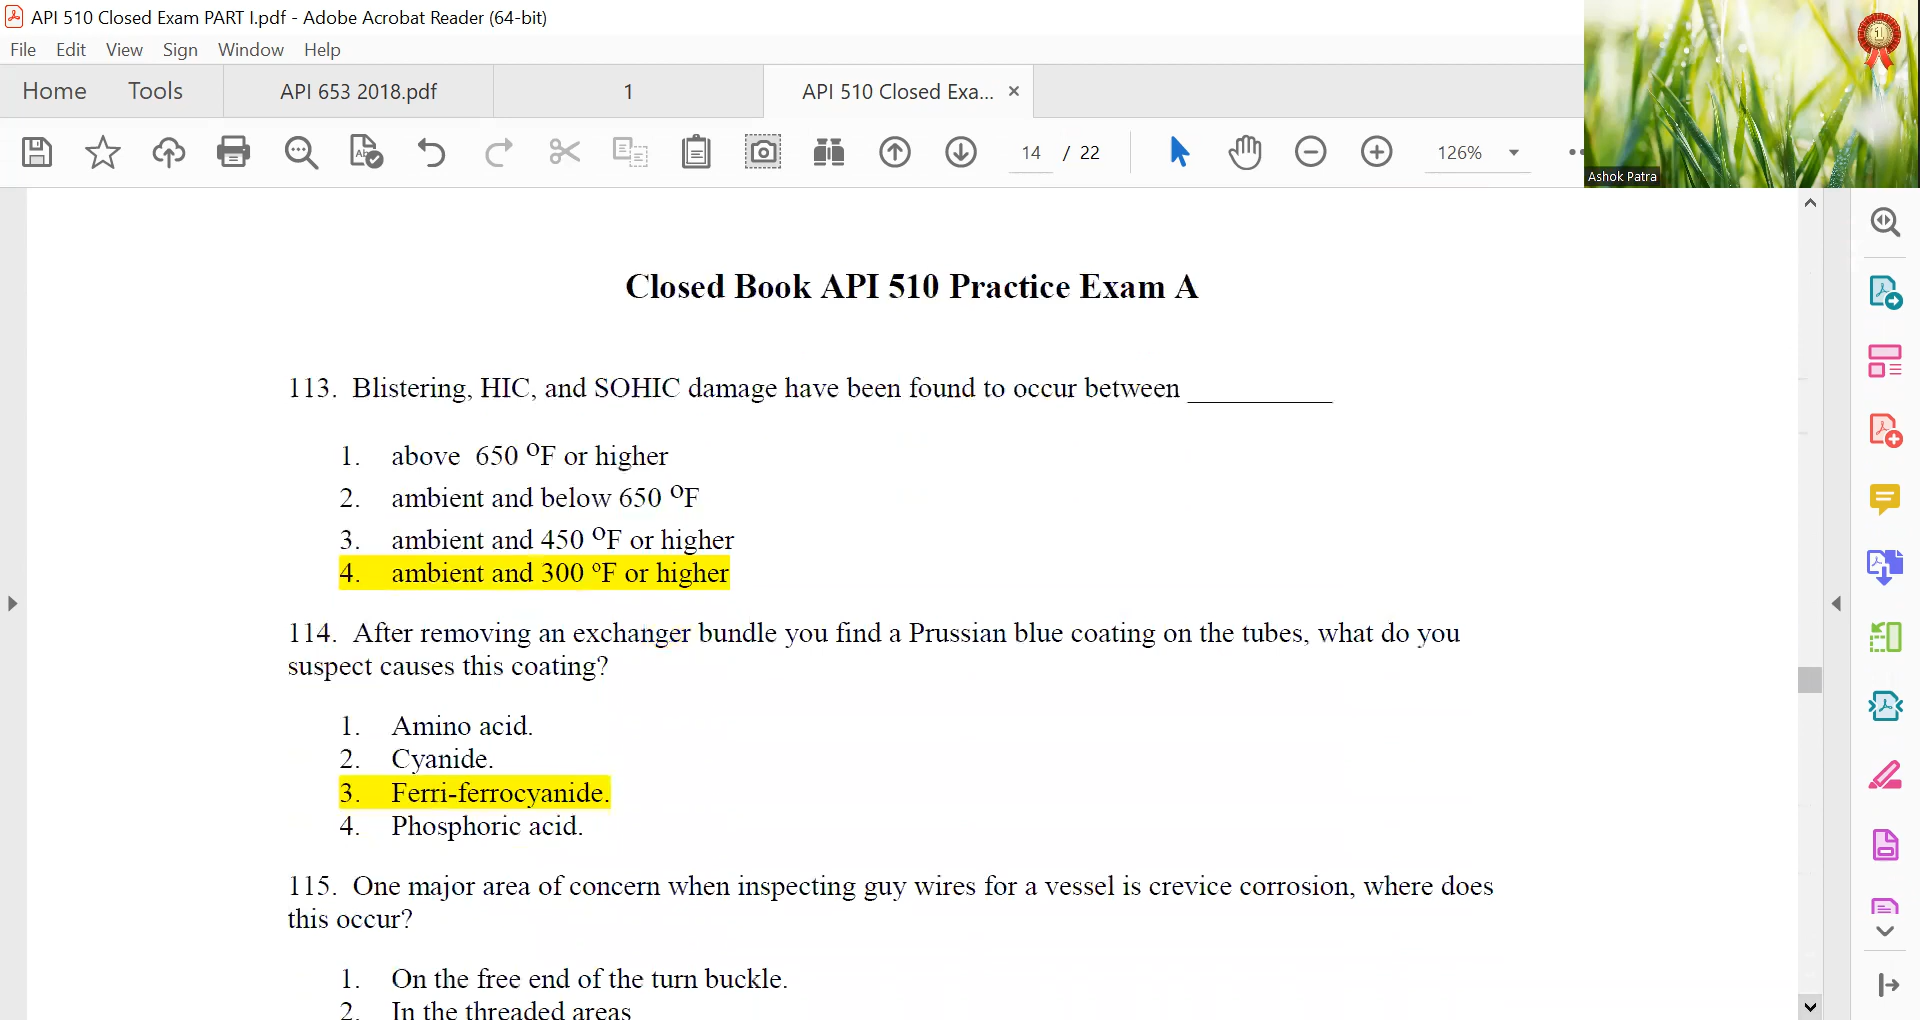 API 510 Closed Exam PART I.pdf - Adobe Acrobat Reader (64-bit)
File Edit View Sign Window Help
Home Tools API 653 2018.pdf 1 API 510 Closed Exa... ×
14 / 22 126%
1
Ashok Patra
Closed Book API 510 Practice Exam A
113. Blistering, HIC, and SOHIC damage have been found to occur between __________
1. above 650 ºF or higher
2. ambient and below 650 ºF
3. ambient and 450 ºF or higher
4. ambient and 300 ºF or higher
114. After removing an exchanger bundle you find a Prussian blue coating on the tubes, what do you
suspect causes this coating?
1. Amino acid.
2. Cyanide.
3. Ferri-ferrocyanide.
4. Phosphoric acid.
115. One major area of concern when inspecting guy wires for a vessel is crevice corrosion, where does
this occur?
1. On the free end of the turn buckle.
2. In the threaded areas